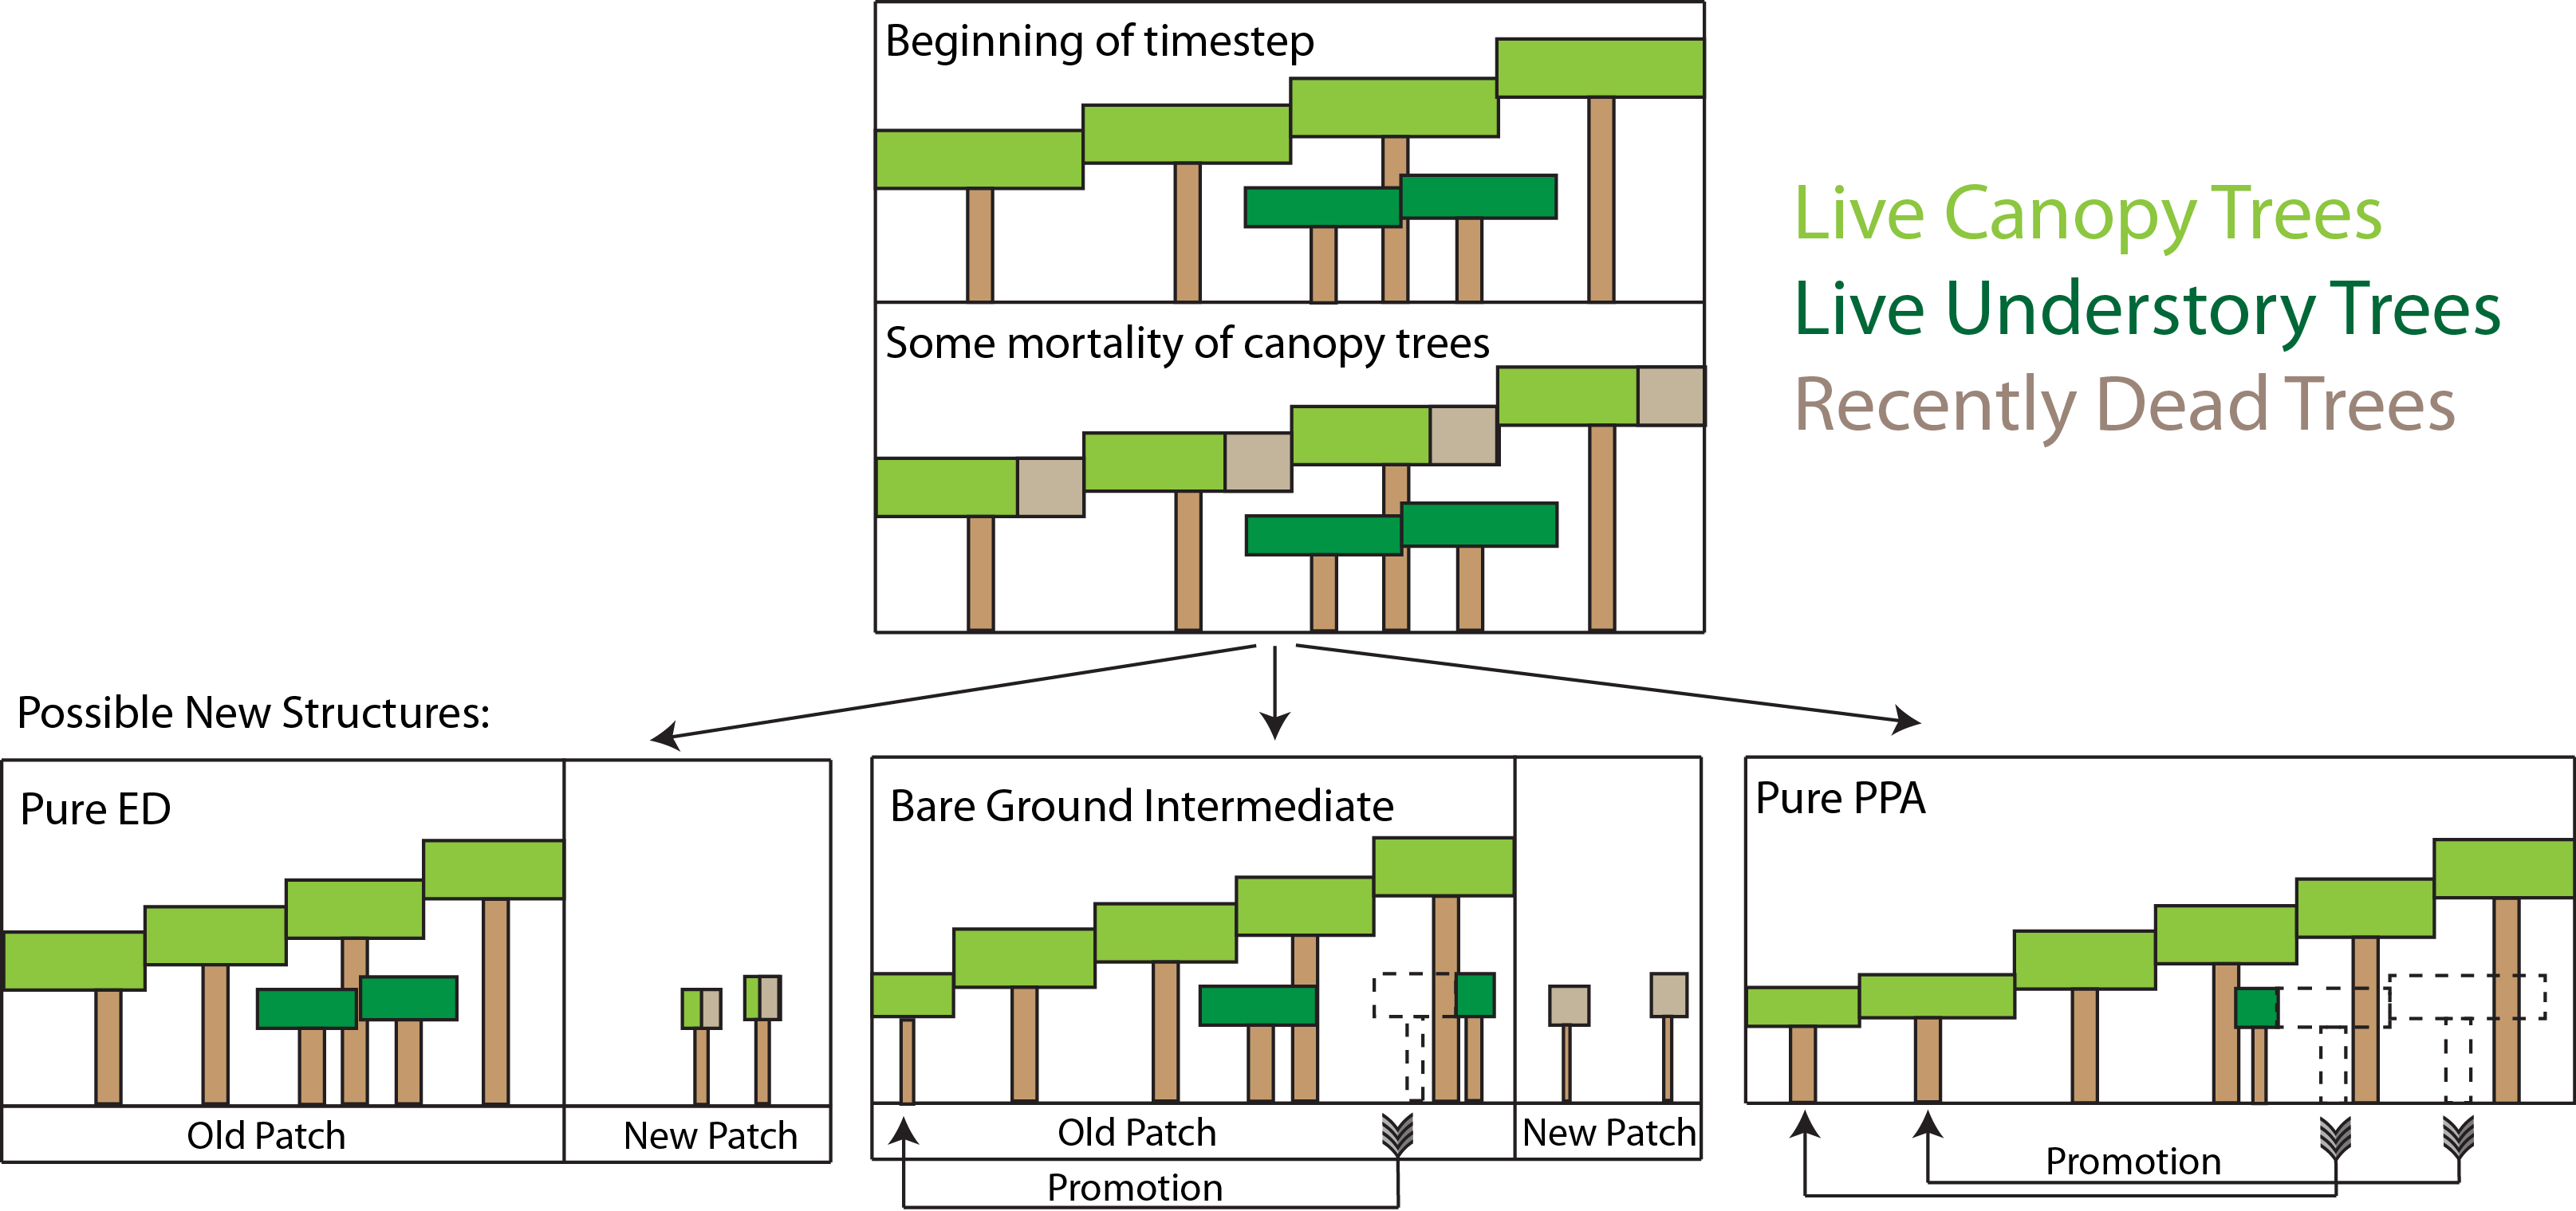 Beginning of timestep
Some mortality of canopy trees
Live Canopy Trees
Live Understory Trees
Recently Dead Trees
Possible New Structures:
Pure ED
Old Patch
New Patch
Bare Ground Intermediate
Old Patch
New Patch
Promotion
Pure PPA
Promotion